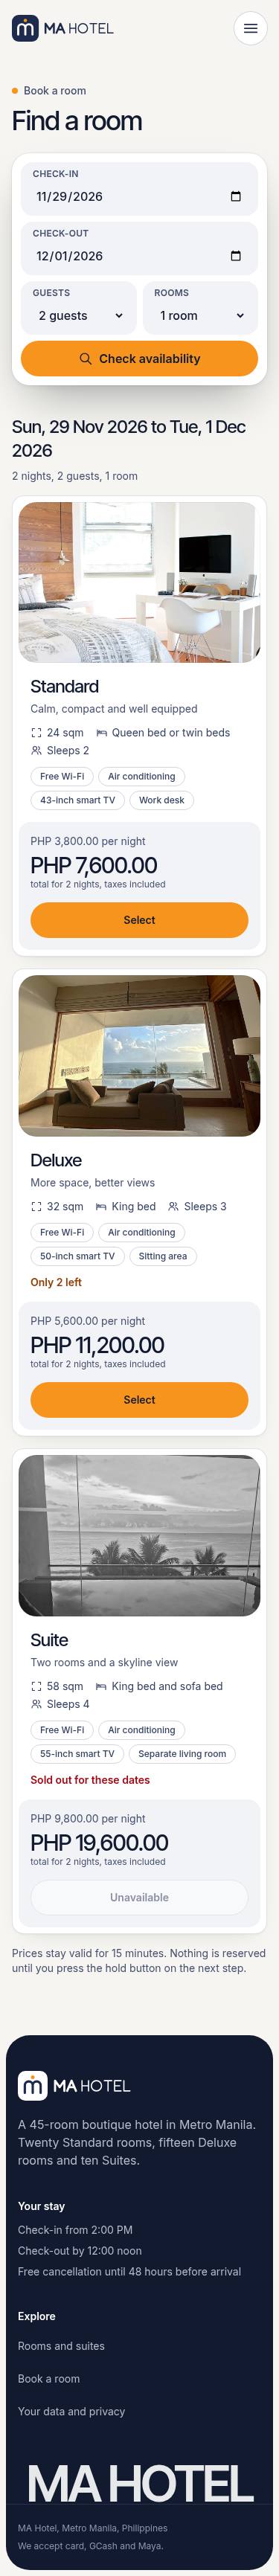 MA HOTEL
Book a room
Find a room
CHECK-IN
11/29/2026
CHECK-OUT
12/01/2026
GUESTS
ROOMS
2 guests
1 room
Check availability
Sun, 29 Nov 2026 to Tue, 1 Dec
2026
2 nights, 2 guests, 1 room
Standard
Calm, compact and well equipped
24 sqm
Queen bed or twin beds
Sleeps 2
Free Wi-Fi
Air conditioning
43-inch smart TV
Work desk
PHP 3,800.00 per night
PHP 7,600.00
total for 2 nights, taxes included
Select
Deluxe
More space, better views
32 sqm
King bed
Sleeps 3
Free Wi-Fi
Air conditioning
50-inch smart TV
Sitting area
Only 2 left
PHP 5,600.00 per night
PHP 11,200.00
total for 2 nights, taxes included
Select
Suite
Two rooms and a skyline view
58 sqm
King bed and sofa bed
Sleeps 4
Free Wi-Fi
Air conditioning
55-inch smart TV
Separate living room
Sold out for these dates
PHP 9,800.00 per night
PHP 19,600.00
total for 2 nights, taxes included
Unavailable
Prices stay valid for 15 minutes. Nothing is reserved
until you press the hold button on the next step.
MA HOTEL
A 45-room boutique hotel in Metro Manila.
Twenty Standard rooms, fifteen Deluxe
rooms and ten Suites.
Your stay
Check-in from 2:00 PM
Check-out by 12:00 noon
Free cancellation until 48 hours before arrival
Explore
Rooms and suites
Book a room
Your data and privacy
MA HOTEL
MA Hotel, Metro Manila, Philippines
We accept card, GCash and Maya.